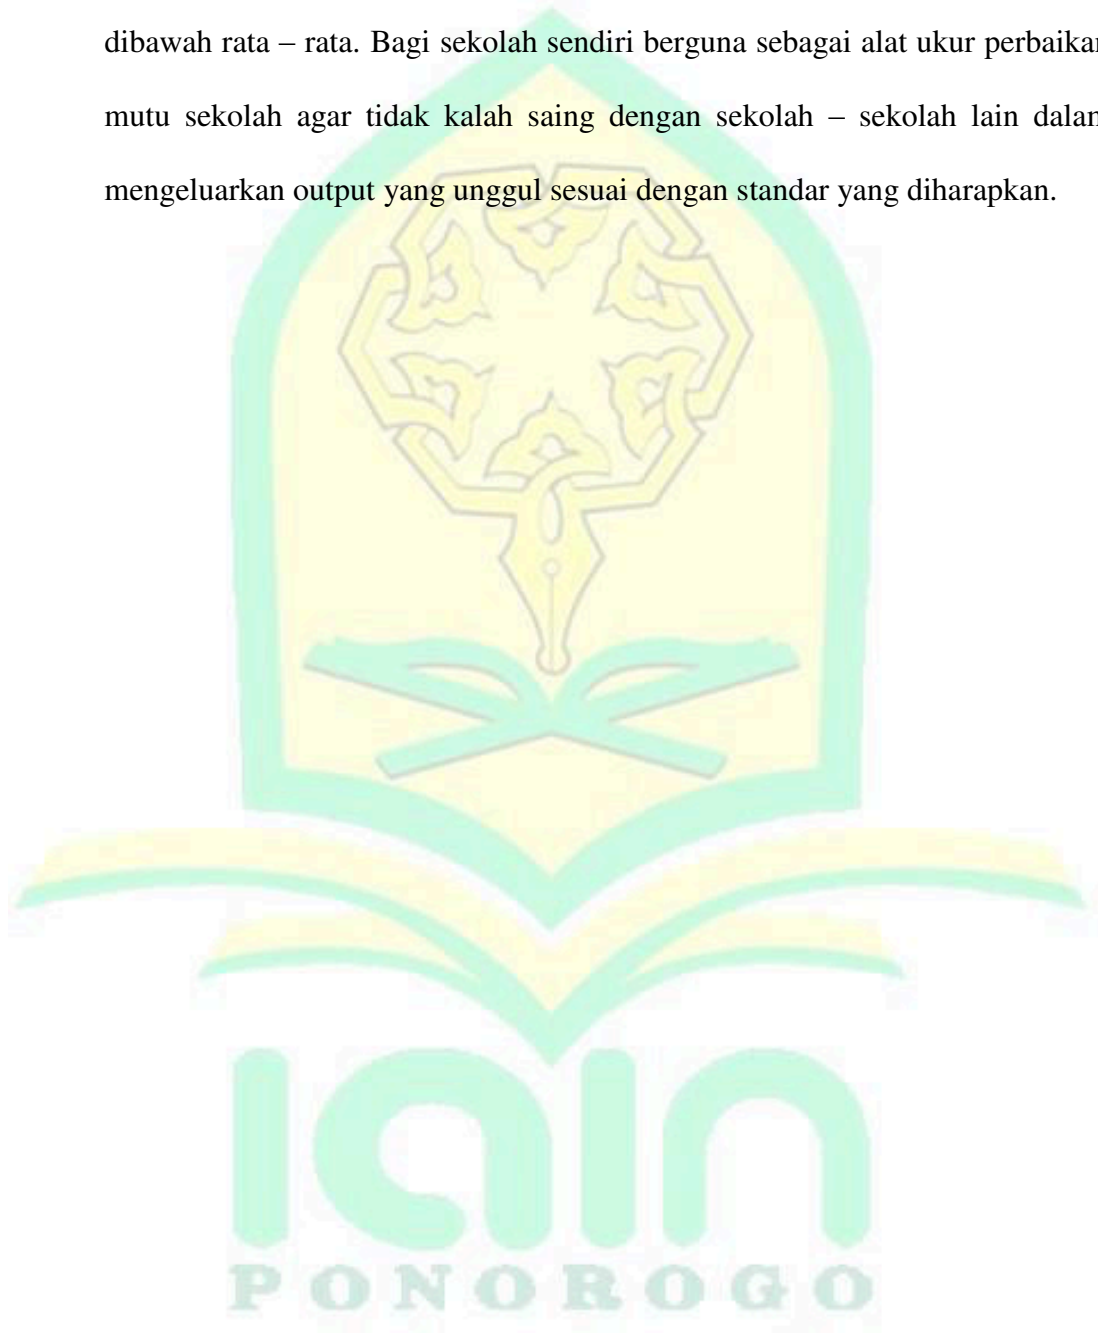 dibawah rata – rata. Bagi sekolah sendiri berguna sebagai alat ukur perbaikan
mutu sekolah agar tidak kalah saing dengan sekolah – sekolah lain dalam
mengeluarkan output yang unggul sesuai dengan standar yang diharapkan.
iain
PONOROGO